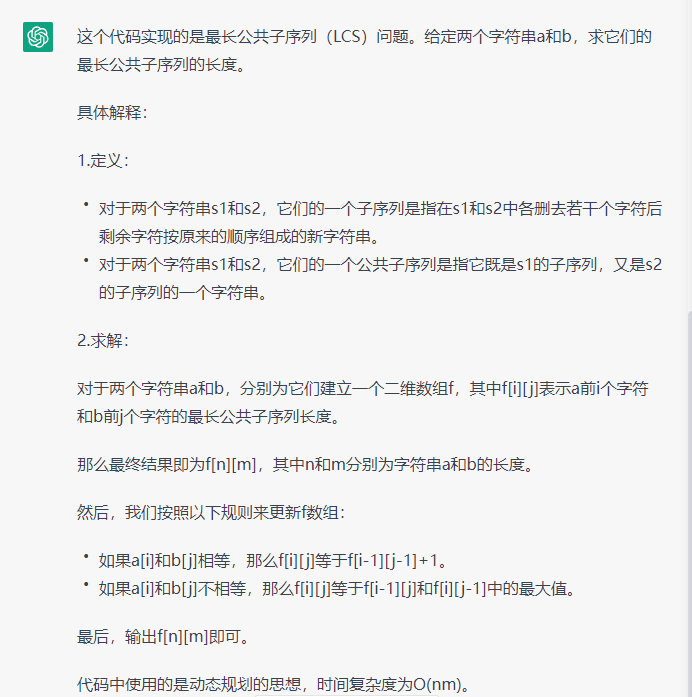 这个代码实现的是最长公共子序列（LCS）问题。给定两个字符串a和b，求它们的
最长公共子序列的长度。
具体解释：
1.定义：
• 对于两个字符串s1和s2，它们的一个子序列是指在s1和s2中各删去若干个字符后
剩余字符按原来的顺序组成的新字符串。
• 对于两个字符串s1和s2，它们的一个公共子序列是指它既是s1的子序列，又是s2
的子序列的一个字符串。
2.求解：
对于两个字符串a和b，分别为它们建立一个二维数组f，其中f[i][j]表示a前i个字符
和b前j个字符的最长公共子序列长度。
那么最终结果即为f[n][m]，其中n和m分别为字符串a和b的长度。
然后，我们按照以下规则来更新f数组：
• 如果a[i]和b[j]相等，那么f[i][j]等于f[i-1][j-1]+1。
• 如果a[i]和b[j]不相等，那么f[i][j]等于f[i-1][j]和f[i][j-1]中的最大值。
最后，输出f[n][m]即可。
代码中使用的是动态规划的思想，时间复杂度为O(nm)。